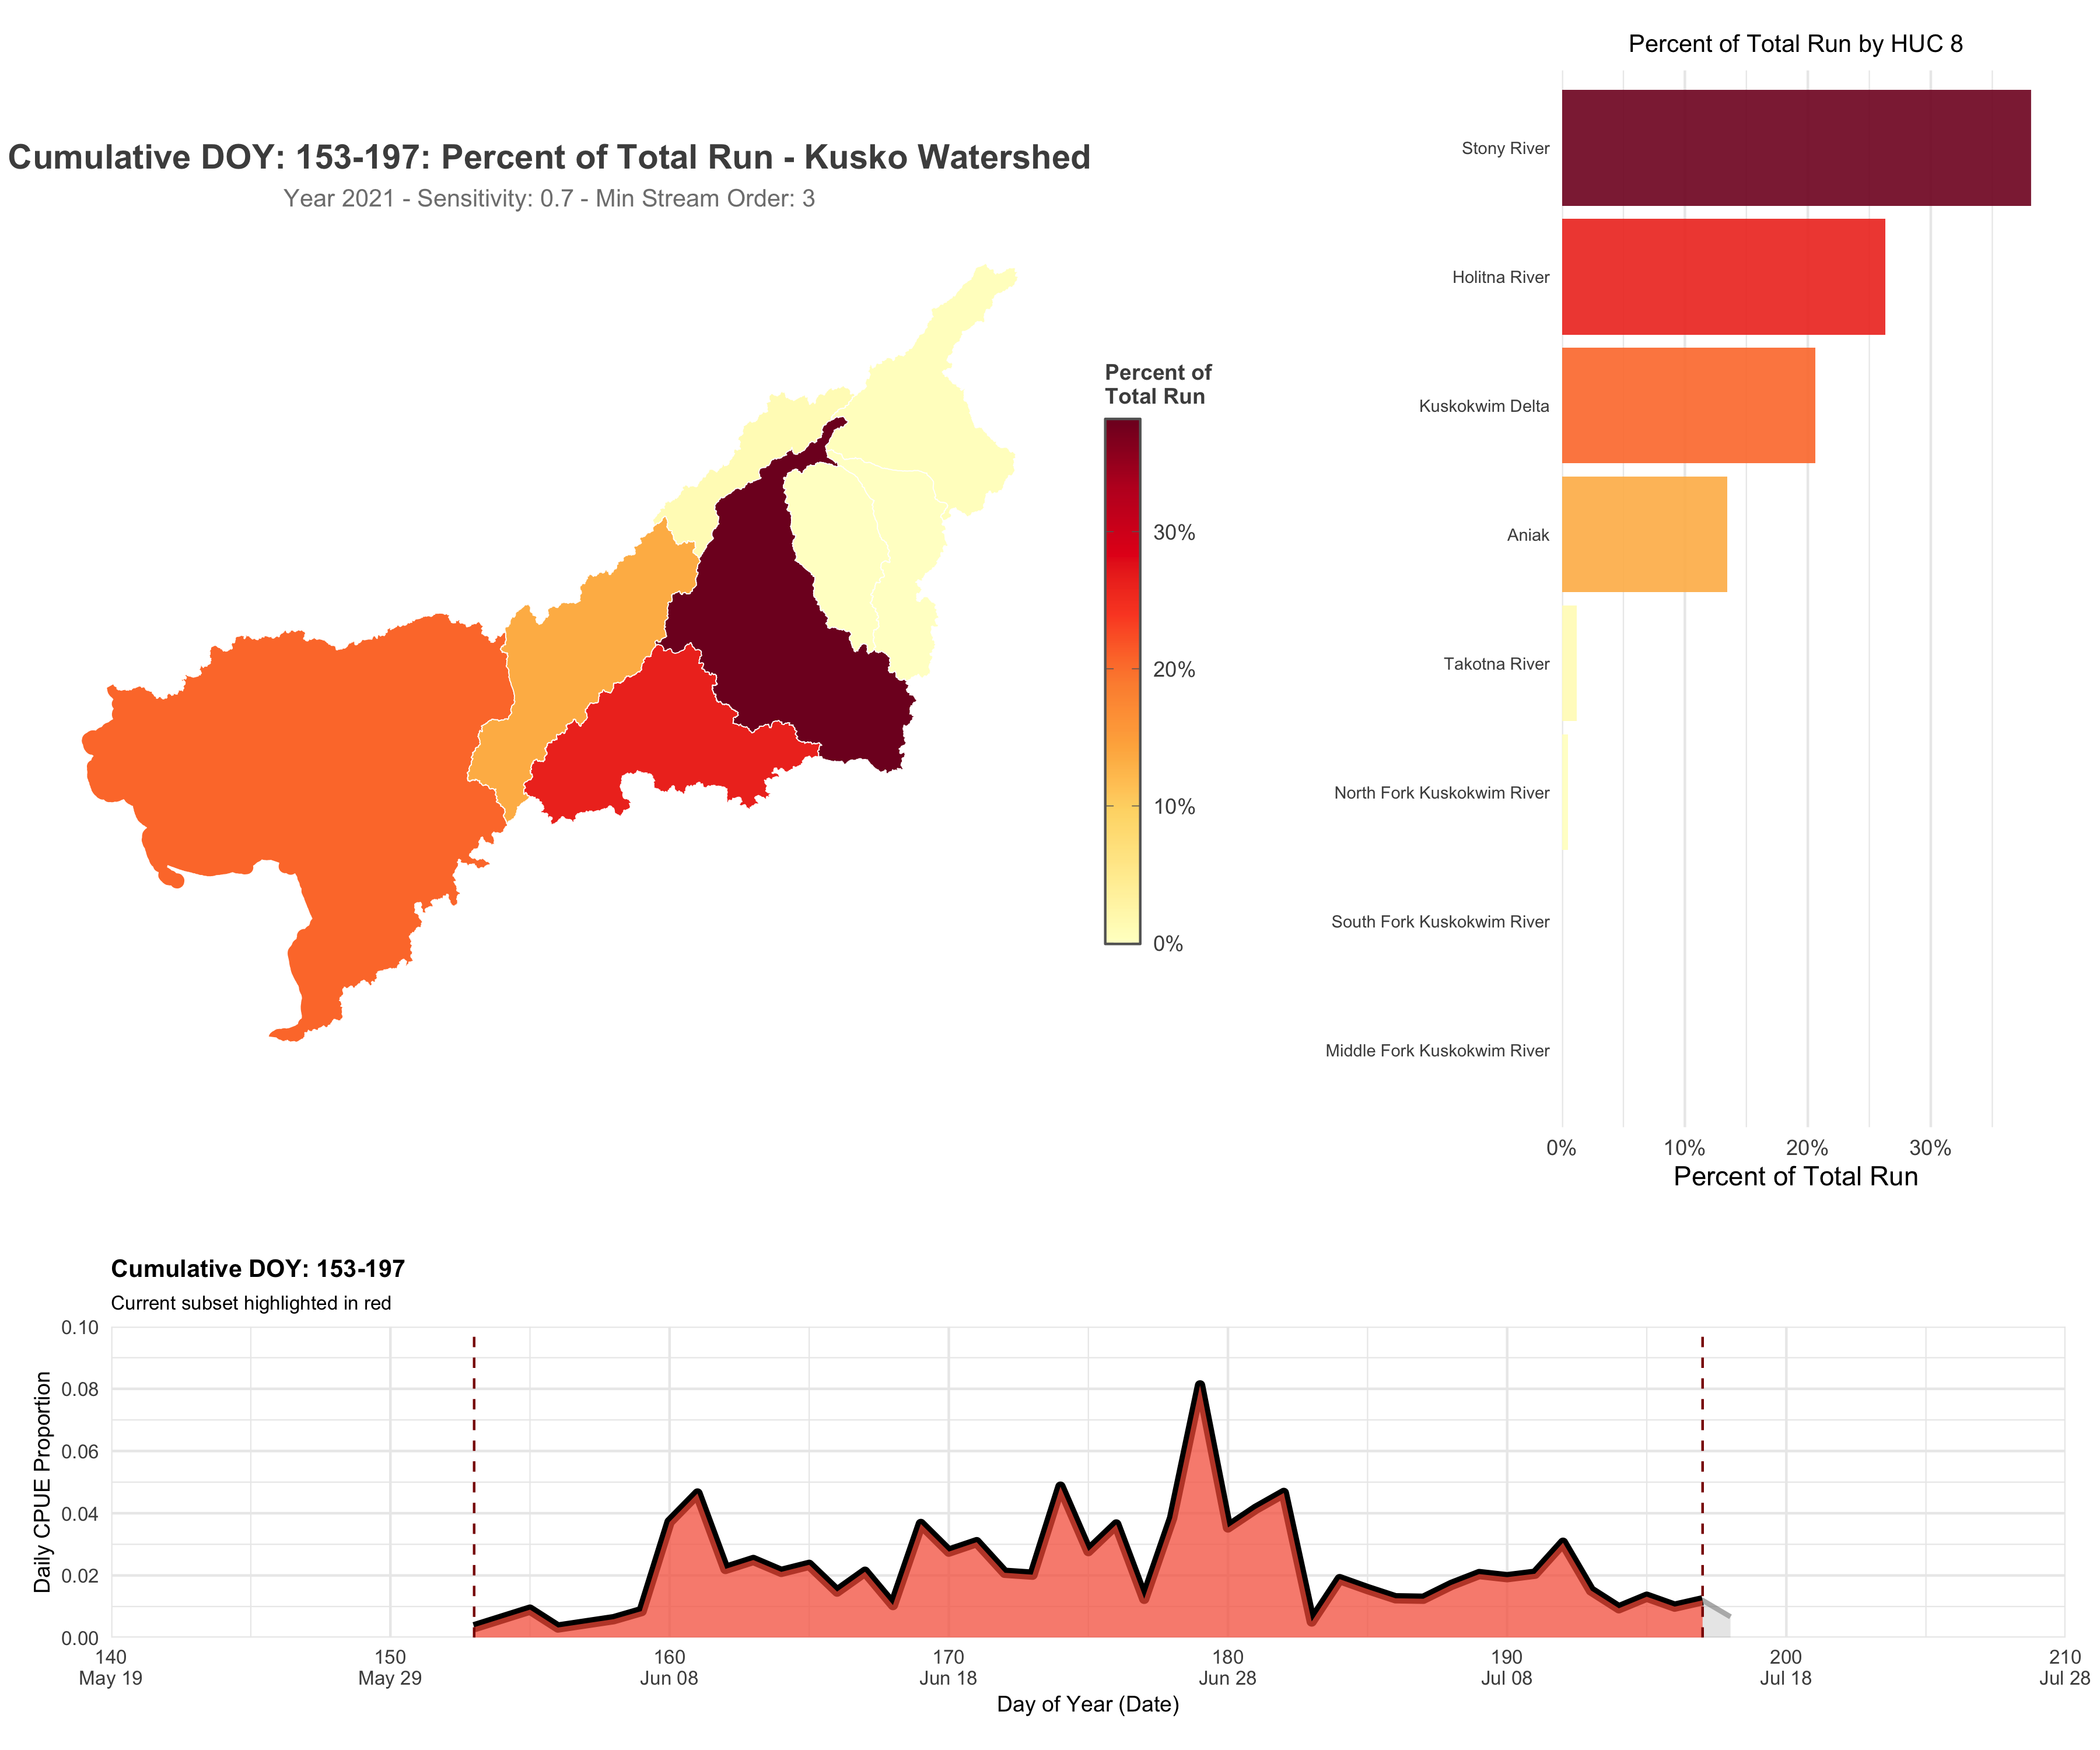 Cumulative DOY: 153-197: Percent of Total Run - Kusko Watershed
Year 2021 - Sensitivity: 0.7 - Min Stream Order: 3
Percent of
Total Run
30%
20%
10%
0%
Percent of Total Run by HUC 8
Stony River
Holitna River
Kuskokwim Delta
Aniak
Takotna River
North Fork Kuskokwim River
South Fork Kuskokwim River
Middle Fork Kuskokwim River
0% 10% 20% 30%
Percent of Total Run
Cumulative DOY: 153-197
Current subset highlighted in red
Daily CPUE Proportion
0.10
0.08
0.06
0.04
0.02
0.00
140 150 160 170 180 190 200 210
May 19 May 29 Jun 08 Jun 18 Jun 28 Jul 08 Jul 18 Jul 28
Day of Year (Date)